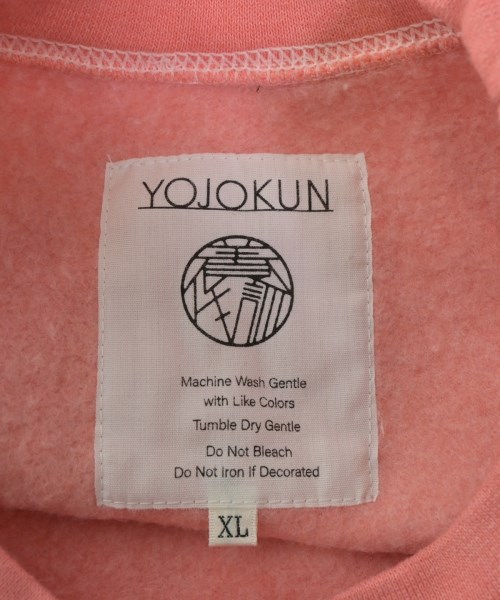 YOJOKUN
Machine Wash Gentle
with Like Colors
Tumble Dry Gentle
Do Not Bleach
Do Not Iron If Decorated
XL